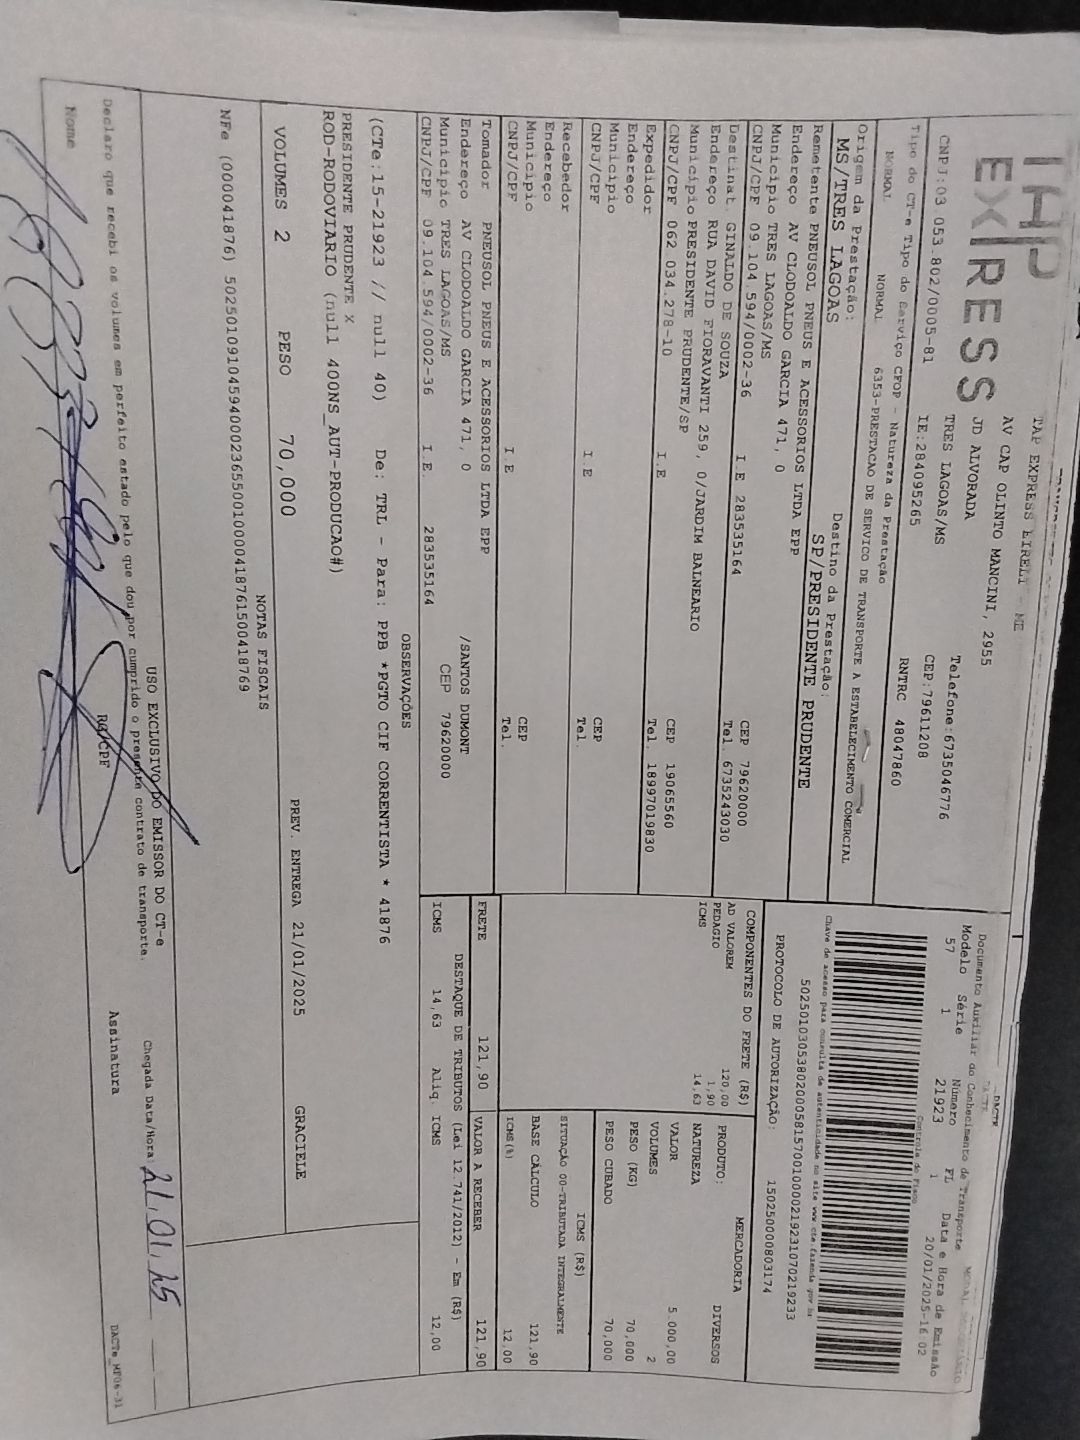 THP
EXPRESS
TAP EXPRESS EIRELI - ME
AV CAP OLINTO MANCINI, 2955
JD ALVORADA
TRES LAGOAS/MS
Telefone:6735046776
CNPJ:03.053.802/0005-81
IE:284095265
CEP:79611208
RNTRC 48047860
Tipo do CT-e Tipo do Serviço CFOP - Natureza da Prestação
NORMAL NORMAL 6353-PRESTACAO DE SERVICO DE TRANSPORTE A ESTABELECIMENTO COMERCIAL
Origem da Prestação: Destino da Prestação:
MS/TRES LAGOAS SP/PRESIDENTE PRUDENTE
DACTE
Documento Auxiliar do Conhecimento de Transporte
Modelo Série Número FL Data e Hora de Emissão
57 1 21923 1 20/01/2025-16:02
Controle do Fisco
Chave de acesso para consulta de autenticidade no site www.cte.fazenda.gov.br
50250103053802000581570010000219231070219233
PROTOCOLO DE AUTORIZAÇÃO: 150250000803174
Remetente PNEUSOL PNEUS E ACESSORIOS LTDA EPP
Endereço AV CLODOALDO GARCIA 471, 0
Municipio TRES LAGOAS/MS CEP 79620000
CNPJ/CPF 09.104.594/0002-36 I.E 283535164 Tel. 6735243030
Destinat. GINALDO DE SOUZA
Endereço RUA DAVID FIORAVANTI 259, 0/JARDIM BALNEARIO
Municipio PRESIDENTE PRUDENTE/SP CEP 19065560
CNPJ/CPF 062.034.278-10 I.E Tel. 18997019830
Expedidor
Endereço
Municipio CEP
CNPJ/CPF I.E Tel.
Recebedor
Endereço
Municipio CEP
CNPJ/CPF I.E Tel.
Tomador PNEUSOL PNEUS E ACESSORIOS LTDA EPP
Endereço AV CLODOALDO GARCIA 471, 0 /SANTOS DUMONT
Municipio TRES LAGOAS/MS CEP 79620000
CNPJ/CPF 09.104.594/0002-36 I.E. 283535164
COMPONENTES DO FRETE (R$)
AD VALOREM 120,00
PEDAGIO 1,90
ICMS 14,63
PRODUTO: MERCADORIA
NATUREZA DIVERSOS
VALOR 5.000,00
VOLUMES 2
PESO (KG) 70,000
PESO CUBADO 70,000
ICMS (R$)
SITUAÇÃO 00-TRIBUTADA INTEGRALMENTE
BASE CÁLCULO 121,90
ICMS(%) 12,00
FRETE 121,90 VALOR A RECEBER 121,90
DESTAQUE DE TRIBUTOS (Lei 12.741/2012) - Em (R$)
ICMS 14,63 Aliq. ICMS 12,00
OBSERVAÇÕES
(CTe:15-21923 // null 40) De: TRL - Para: PPB *PGTO CIF CORRENTISTA * 41876
PRESIDENTE PRUDENTE X
ROD-RODOVIARIO (null 400NS_AUT-PRODUCAO#)
VOLUMES 2 PESO 70,000 PREV. ENTREGA 21/01/2025 GRACIELE
NOTAS FISCAIS
NFe (000041876) 50250109104594000236550010000418761500418769
USO EXCLUSIVO DO EMISSOR DO CT-e
Chegada Data/Hora: 21.01.25
Declaro que recebi os volumes em perfeito estado pelo que dou por cumprido o presente contrato de transporte.
Nome RG/CPF Assinatura
DACTe_MF06-31